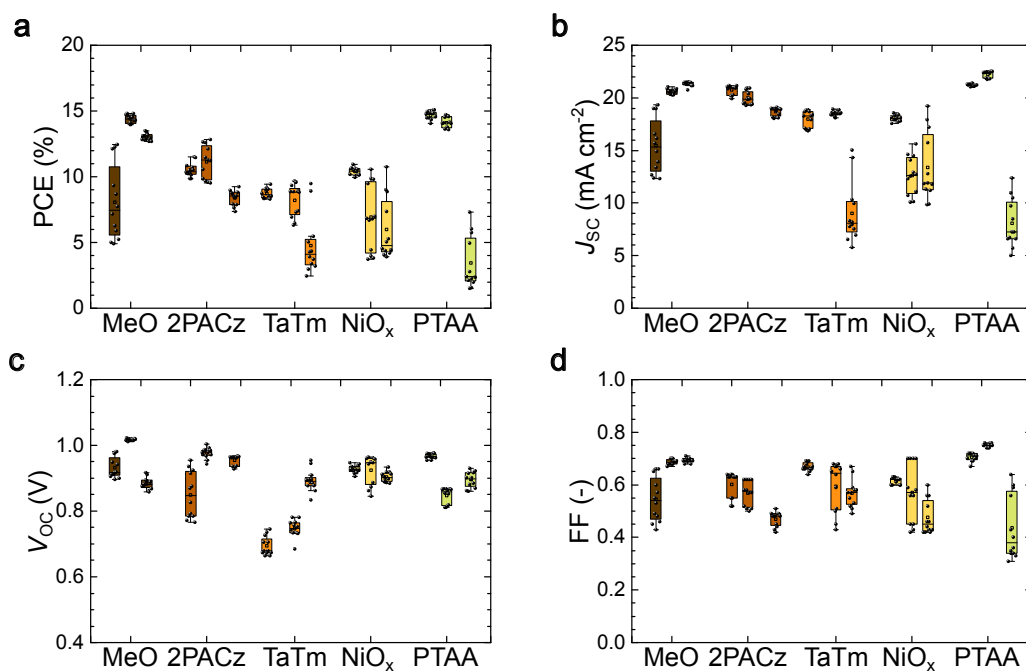 a
20
15
10
5
0
PCE (%)
MeO 2PACz TaTm NiOx PTAA
b
25
20
15
10
5
0
JSC (mA cm−2)
MeO 2PACz TaTm NiOx PTAA
c
1.2
1.0
0.8
0.6
0.4
VOC (V)
MeO 2PACz TaTm NiOx PTAA
d
1.0
0.8
0.6
0.4
0.2
0.0
FF (-)
MeO 2PACz TaTm NiOx PTAA